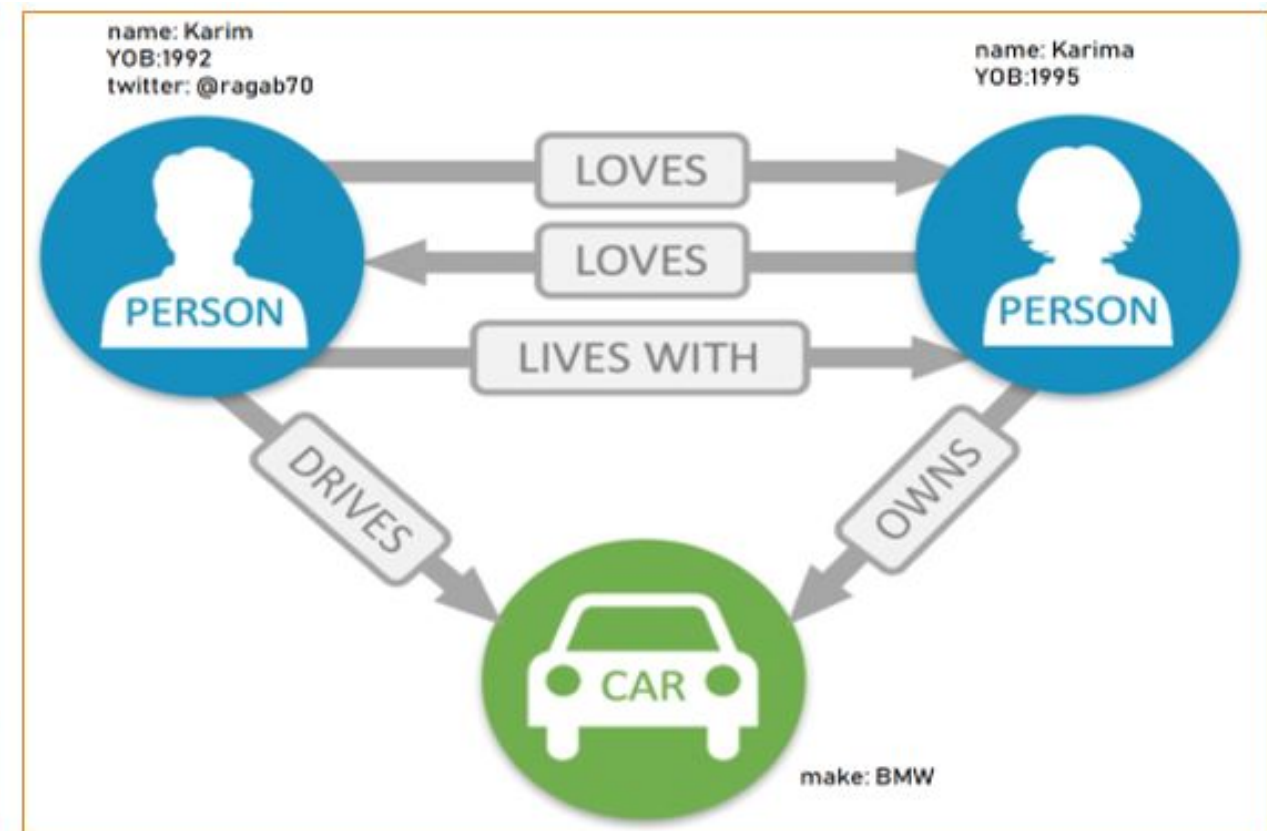 name: Karim
YOB:1992
twitter: @ragab70
name: Karima
YOB:1995
LOVES
LOVES
PERSON
PERSON
LIVES WITH
DRIVES
OWNS
CAR
make: BMW